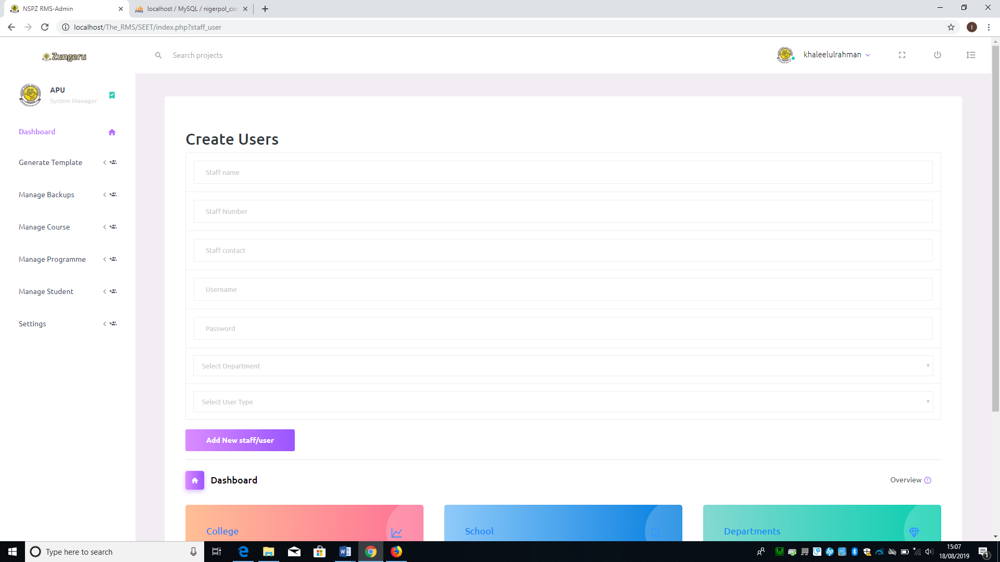 NSPZ RMS-Admin
localhost / MySQL / nigerpol_con
localhost/The_RMS/SEET/index.php?staff_user
I
Zungeru
Search projects
khaleelulrahman
APU
System Manager
Dashboard
Generate Template
Manage Backups
Manage Course
Manage Programme
Manage Student
Settings
Create Users
Staff name
Staff Number
Staff contact
Username
Password
Select Department
Select User Type
Add New staff/user
Dashboard
Overview
College
School
Departments
Type here to search
15:07
18/08/2019
1